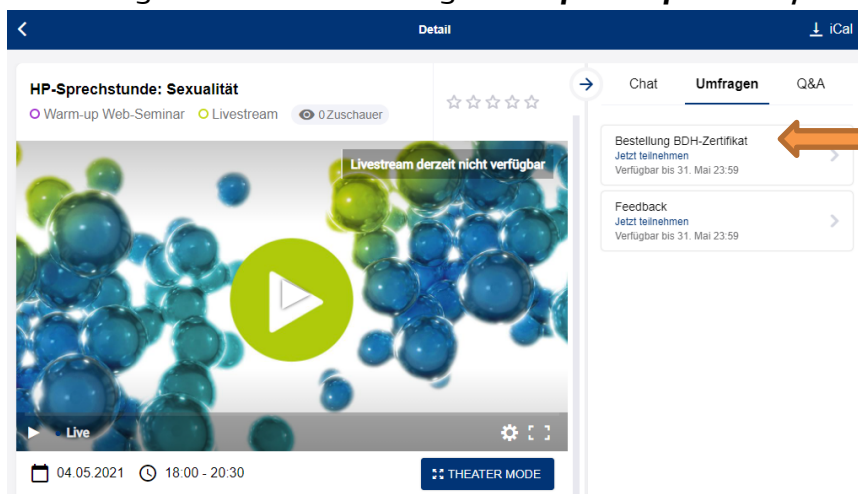 Detail
iCal
HP-Sprechstunde: Sexualität
Warm-up Web-Seminar Livestream 0 Zuschauer
Livestream derzeit nicht verfügbar
Live
04.05.2021 18:00 - 20:30
THEATER MODE
Chat Umfragen Q&A
Bestellung BDH-Zertifikat
Jetzt teilnehmen
Verfügbar bis 31. Mai 23:59
Feedback
Jetzt teilnehmen
Verfügbar bis 31. Mai 23:59